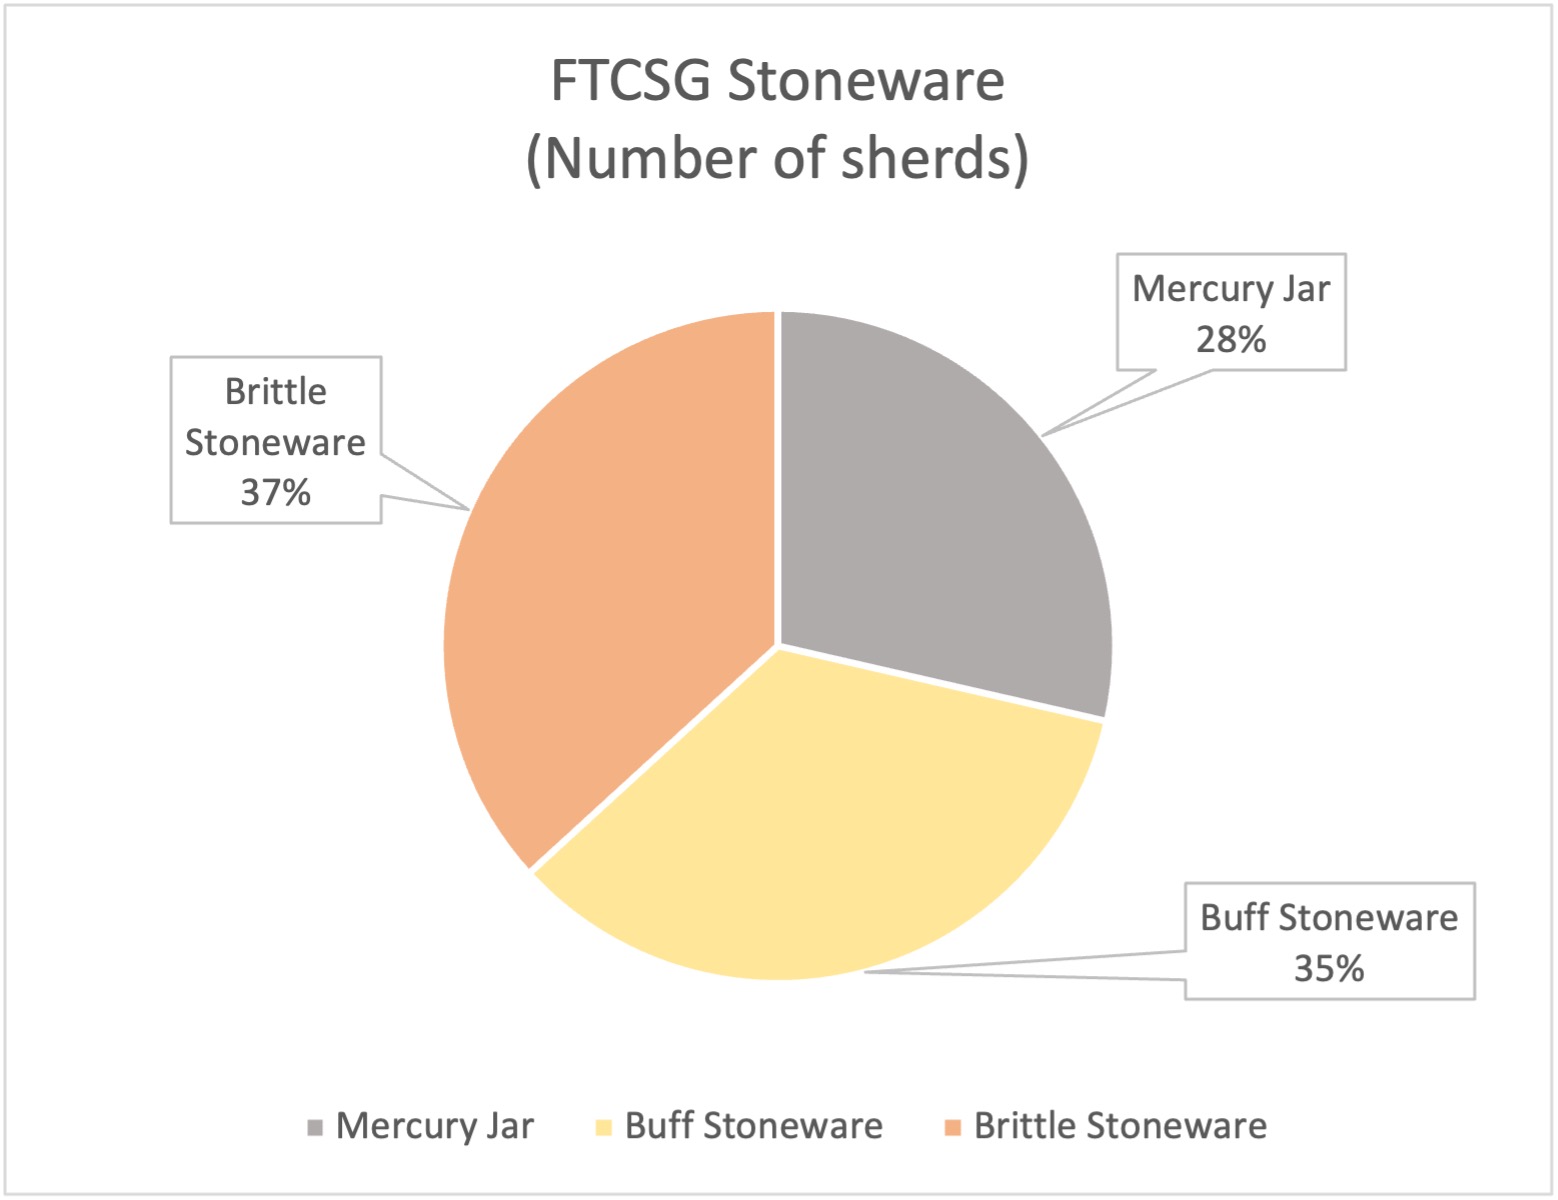 FTCSG Stoneware
(Number of sherds)
Mercury Jar
28%
Brittle
Stoneware
37%
Buff Stoneware
35%
Mercury Jar Buff Stoneware Brittle Stoneware